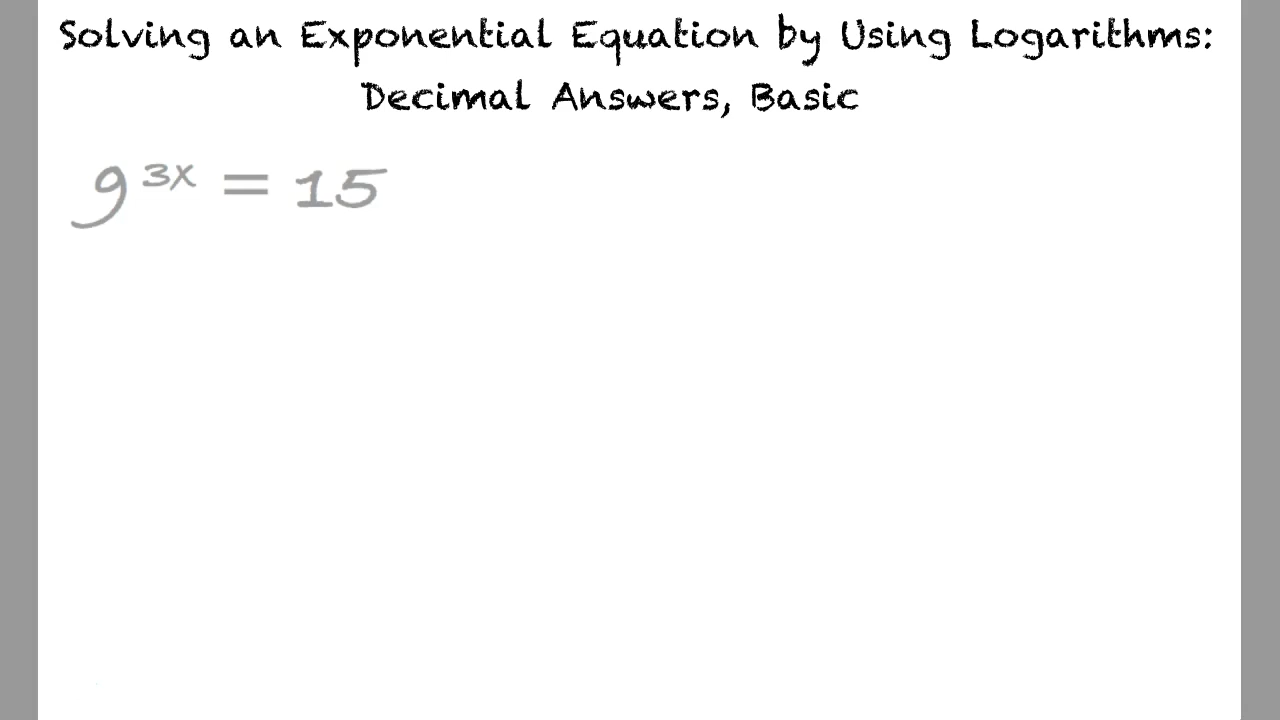 Solving an Exponential Equation by Using Logarithms:
Decimal Answers, Basic
9^{3x} = 15